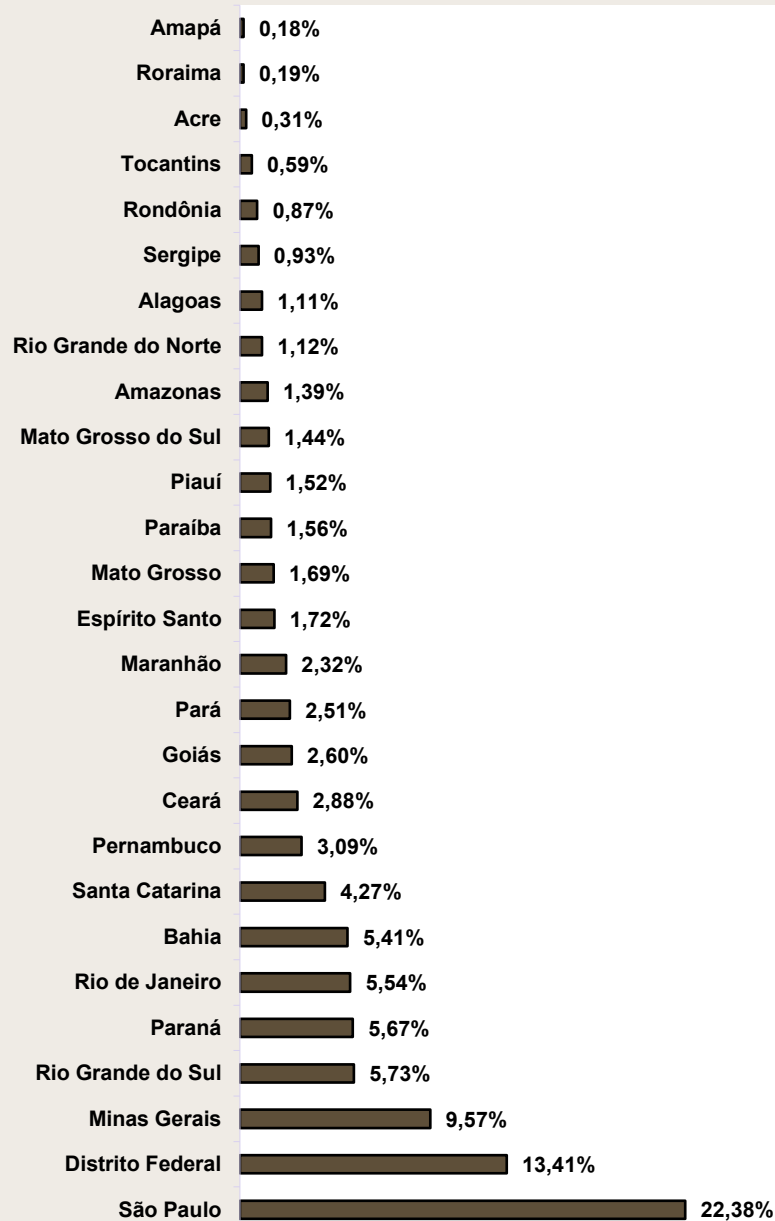 Amapá 0,18%
Roraima 0,19%
Acre 0,31%
Tocantins 0,59%
Rondônia 0,87%
Sergipe 0,93%
Alagoas 1,11%
Rio Grande do Norte 1,12%
Amazonas 1,39%
Mato Grosso do Sul 1,44%
Piauí 1,52%
Paraíba 1,56%
Mato Grosso 1,69%
Espírito Santo 1,72%
Maranhão 2,32%
Pará 2,51%
Goiás 2,60%
Ceará 2,88%
Pernambuco 3,09%
Santa Catarina 4,27%
Bahia 5,41%
Rio de Janeiro 5,54%
Paraná 5,67%
Rio Grande do Sul 5,73%
Minas Gerais 9,57%
Distrito Federal 13,41%
São Paulo 22,38%